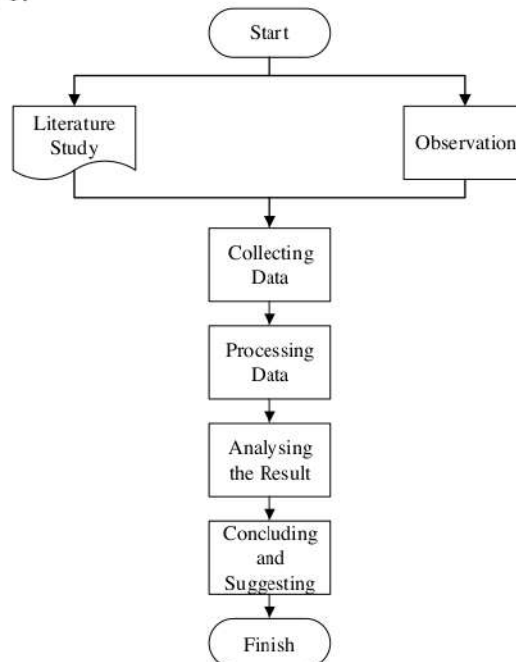 Start
Literature
Study
Observation
Collecting
Data
Processing
Data
Analysing
the Result
Concluding
and
Suggesting
Finish